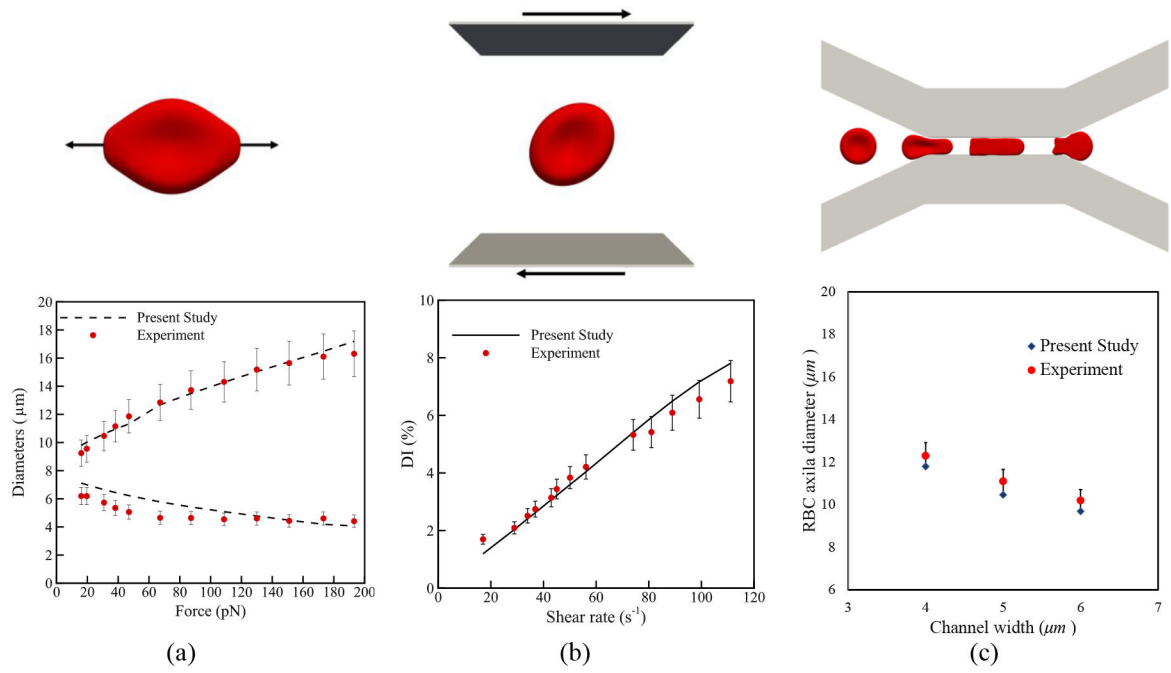 20
18
16
14
12
10
8
6
4
2
0
Diameters (μm)
Present Study
Experiment
0 20 40 60 80 100 120 140 160 180 200
Force (pN)
(a)
8
6
4
2
0
DI (%)
Present Study
Experiment
0 20 40 60 80 100 120
Shear rate (s⁻¹)
(b)
20
18
16
14
12
10
8
6
RBC axila diameter (μm)
Present Study
Experiment
3 4 5 6 7
Channel width (μm )
(c)